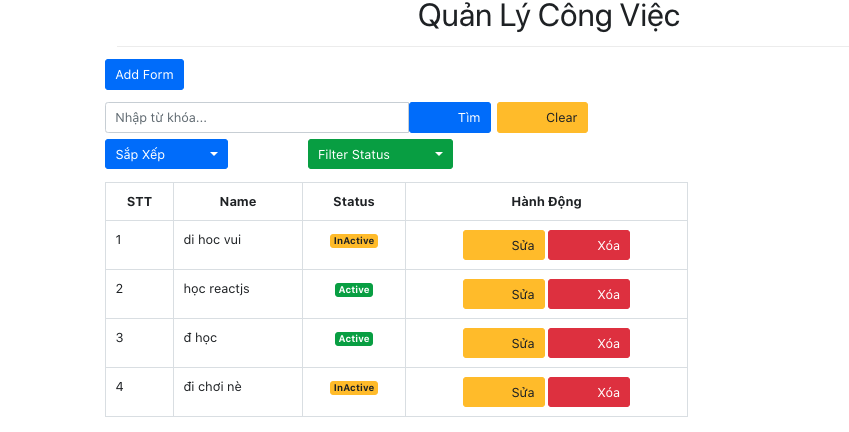 Quản Lý Công Việc
Add Form
Nhập từ khóa... Tìm Clear
Sắp Xếp Filter Status
STT Name Status Hành Động
1 di hoc vui InActive Sửa Xóa
2 học reactjs Active Sửa Xóa
3 đ học Active Sửa Xóa
4 đi chơi nè InActive Sửa Xóa